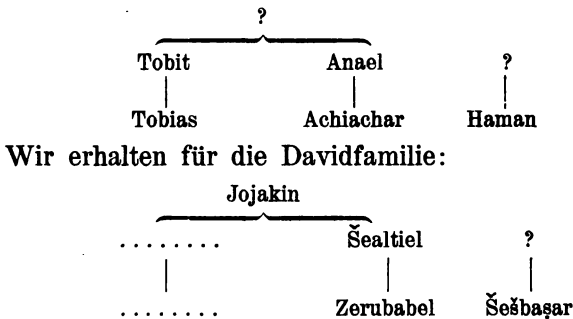 ?
Tobit Anael ?
Tobias Achiachar Haman
Wir erhalten für die Davidfamilie:
Jojakin
........ Šealtiel ?
........ Zerubabel Šešbaṣar